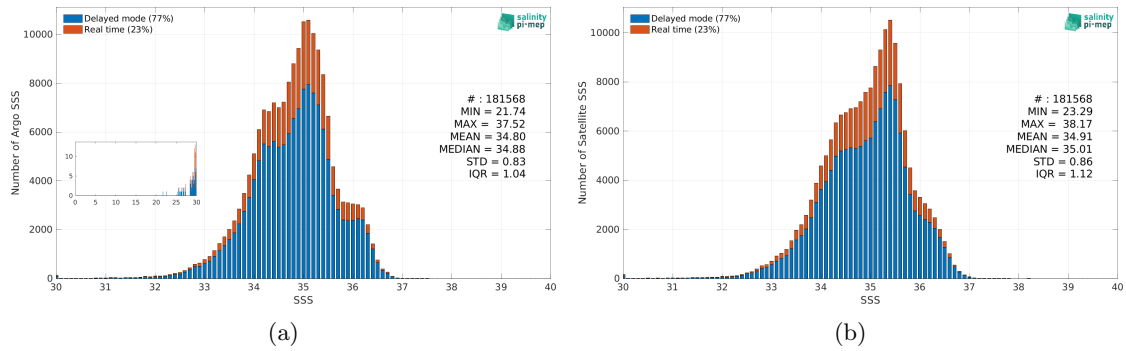 Delayed mode (77%)
Real time (23%)
salinity
pi-mep
Number of Argo SSS
10000
8000
6000
4000
2000
0
# : 181568
MIN = 21.74
MAX = 37.52
MEAN = 34.80
MEDIAN = 34.88
STD = 0.83
IQR = 1.04
10
5
0
0 5 10 15 20 25 30
30 31 32 33 34 35 36 37 38 39 40
SSS
(a)
Delayed mode (77%)
Real time (23%)
salinity
pi-mep
Number of Satellite SSS
10000
8000
6000
4000
2000
0
# : 181568
MIN = 23.29
MAX = 38.17
MEAN = 34.91
MEDIAN = 35.01
STD = 0.86
IQR = 1.12
30 31 32 33 34 35 36 37 38 39 40
SSS
(b)